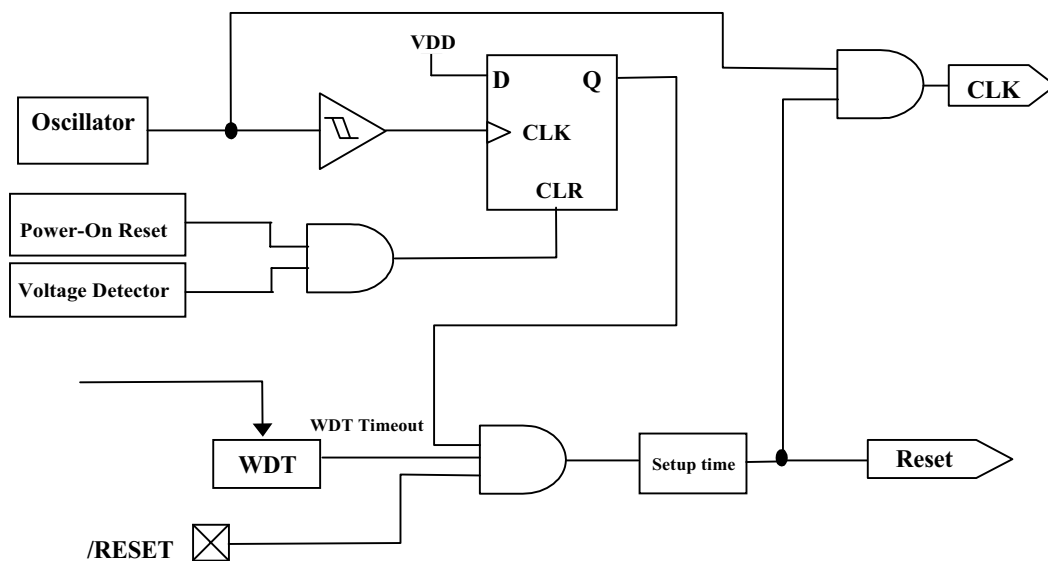 VDD
D
Q
CLK
Oscillator
CLK
CLR
Power-On Reset
Voltage Detector
WDT Timeout
WDT
Setup time
Reset
/RESET